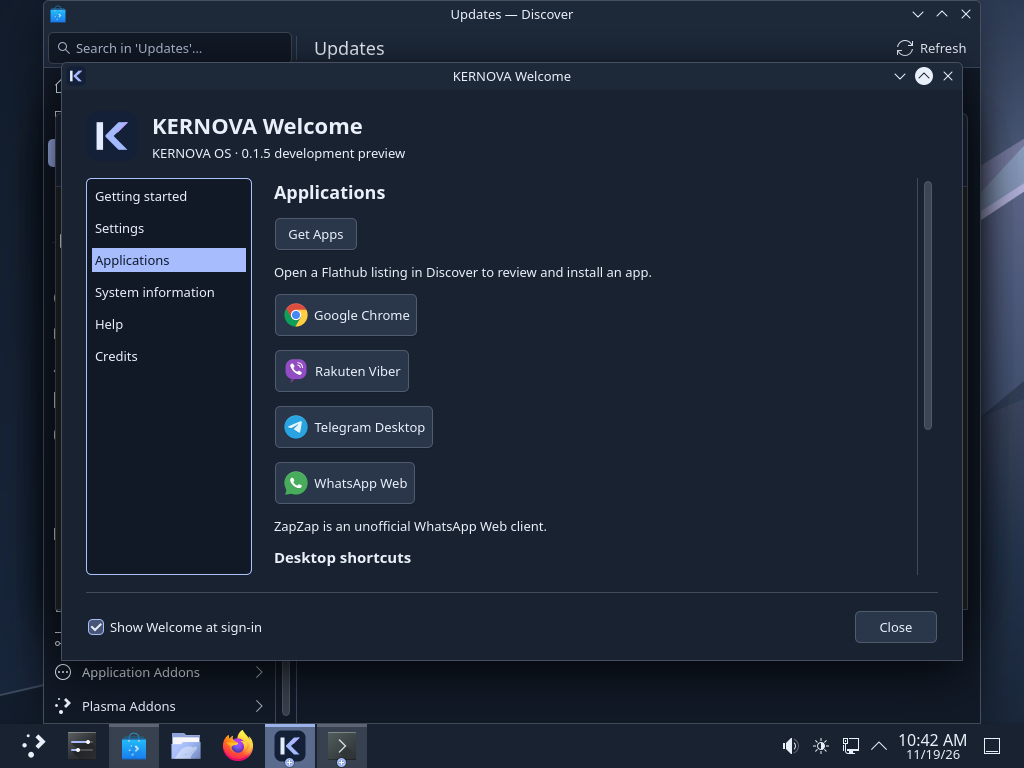 Updates — Discover
Search in 'Updates'...
Updates
Refresh
KERNOVA Welcome
KERNOVA Welcome
KERNOVA OS · 0.1.5 development preview
Getting started
Settings
Applications
System information
Help
Credits
Applications
Get Apps
Open a Flathub listing in Discover to review and install an app.
Google Chrome
Rakuten Viber
Telegram Desktop
WhatsApp Web
ZapZap is an unofficial WhatsApp Web client.
Desktop shortcuts
Show Welcome at sign-in
Close
Application Addons
Plasma Addons
10:42 AM
11/19/26